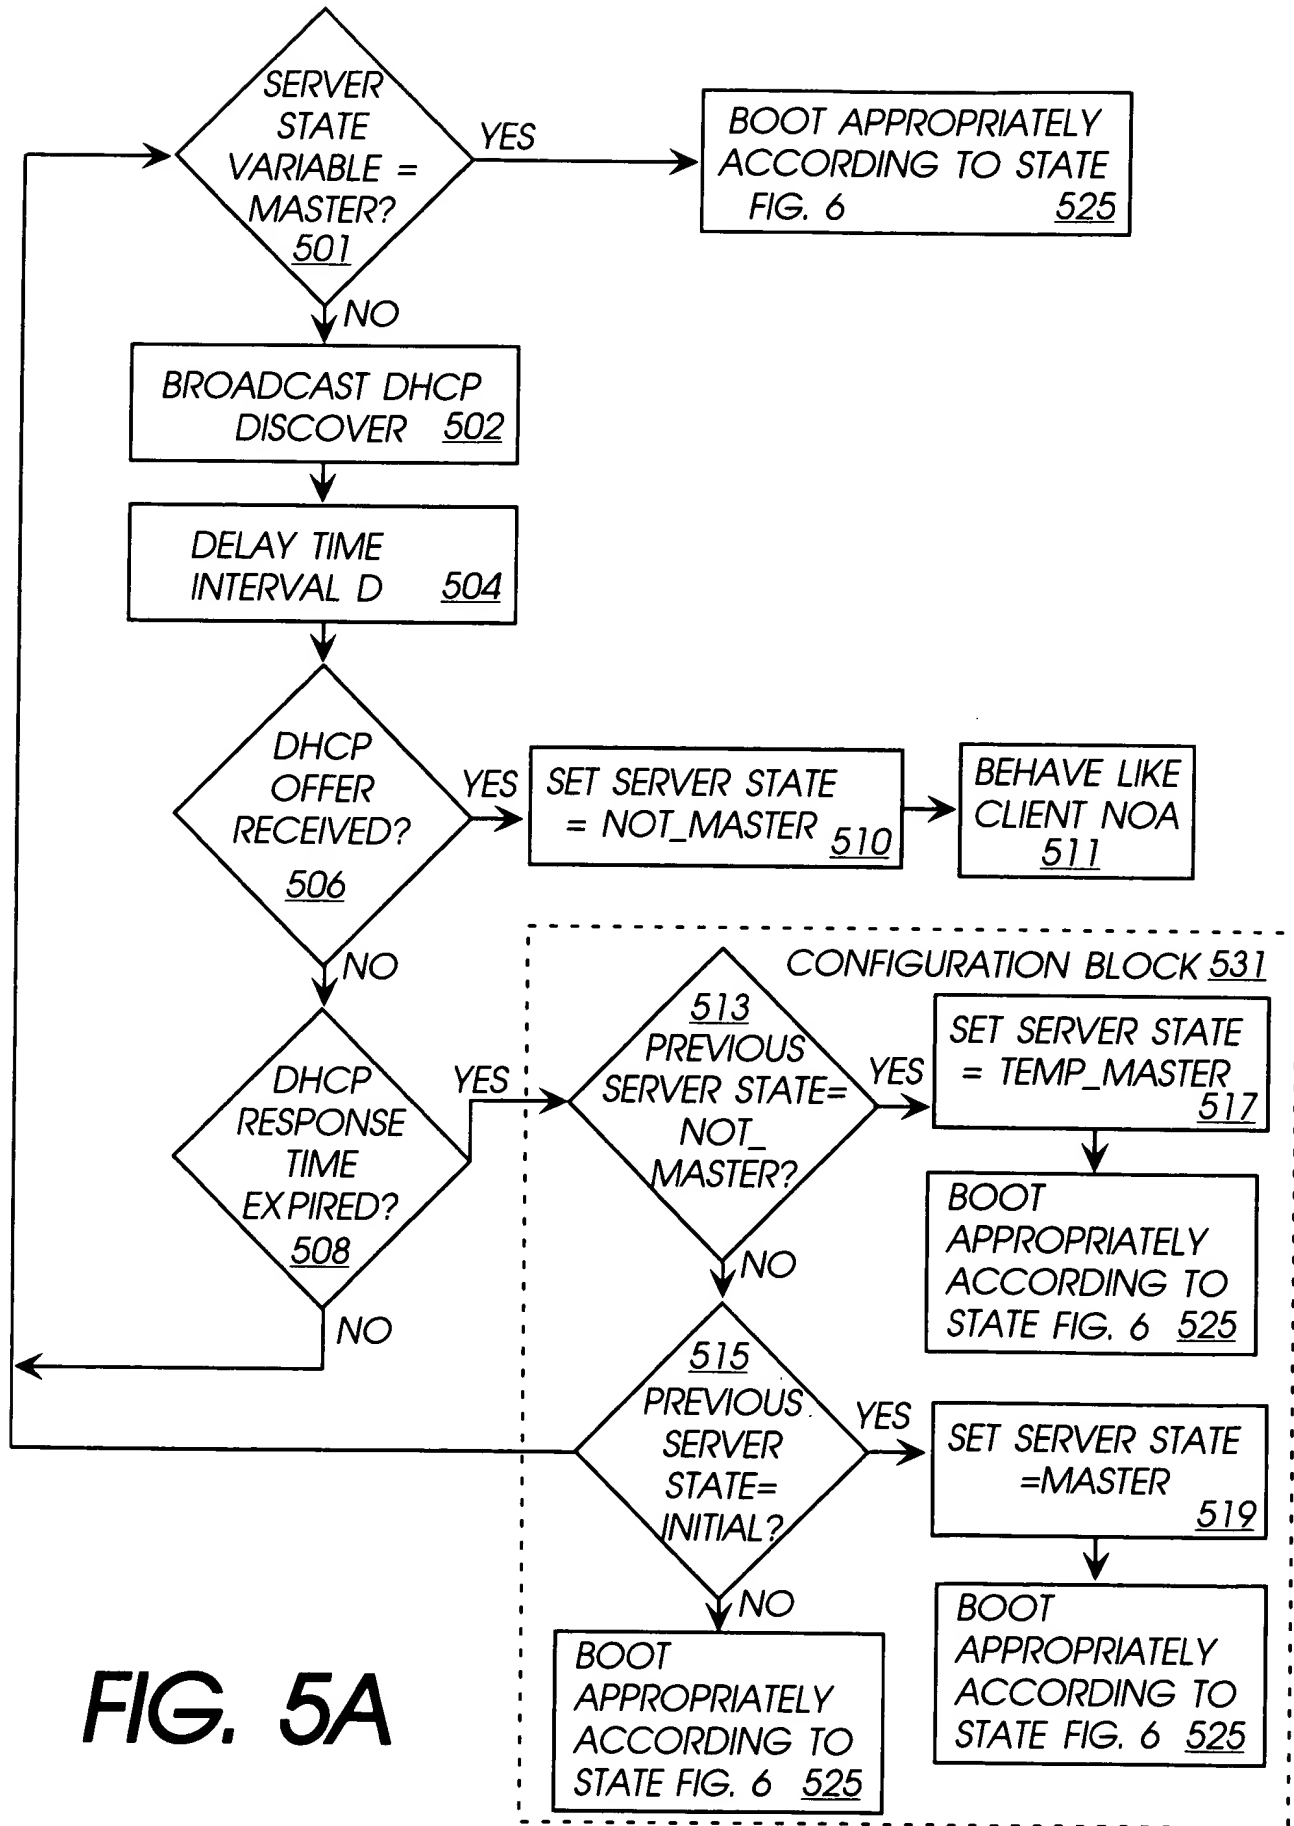 SERVER
STATE
VARIABLE =
MASTER?
501
YES
BOOT APPROPRIATELY
ACCORDING TO STATE
FIG. 6 525
NO
BROADCAST DHCP
DISCOVER 502
DELAY TIME
INTERVAL D 504
DHCP
OFFER
RECEIVED?
506
YES
SET SERVER STATE
= NOT_MASTER 510
BEHAVE LIKE
CLIENT NOA
511
NO
DHCP
RESPONSE
TIME
EXPIRED?
508
YES
NO
CONFIGURATION BLOCK 531
513
PREVIOUS
SERVER STATE=
NOT_
MASTER?
YES
SET SERVER STATE
= TEMP_MASTER
517
BOOT
APPROPRIATELY
ACCORDING TO
STATE FIG. 6 525
NO
515
PREVIOUS
SERVER
STATE=
INITIAL?
YES
SET SERVER STATE
=MASTER
519
BOOT
APPROPRIATELY
ACCORDING TO
STATE FIG. 6 525
NO
BOOT
APPROPRIATELY
ACCORDING TO
STATE FIG. 6 525
FIG. 5A